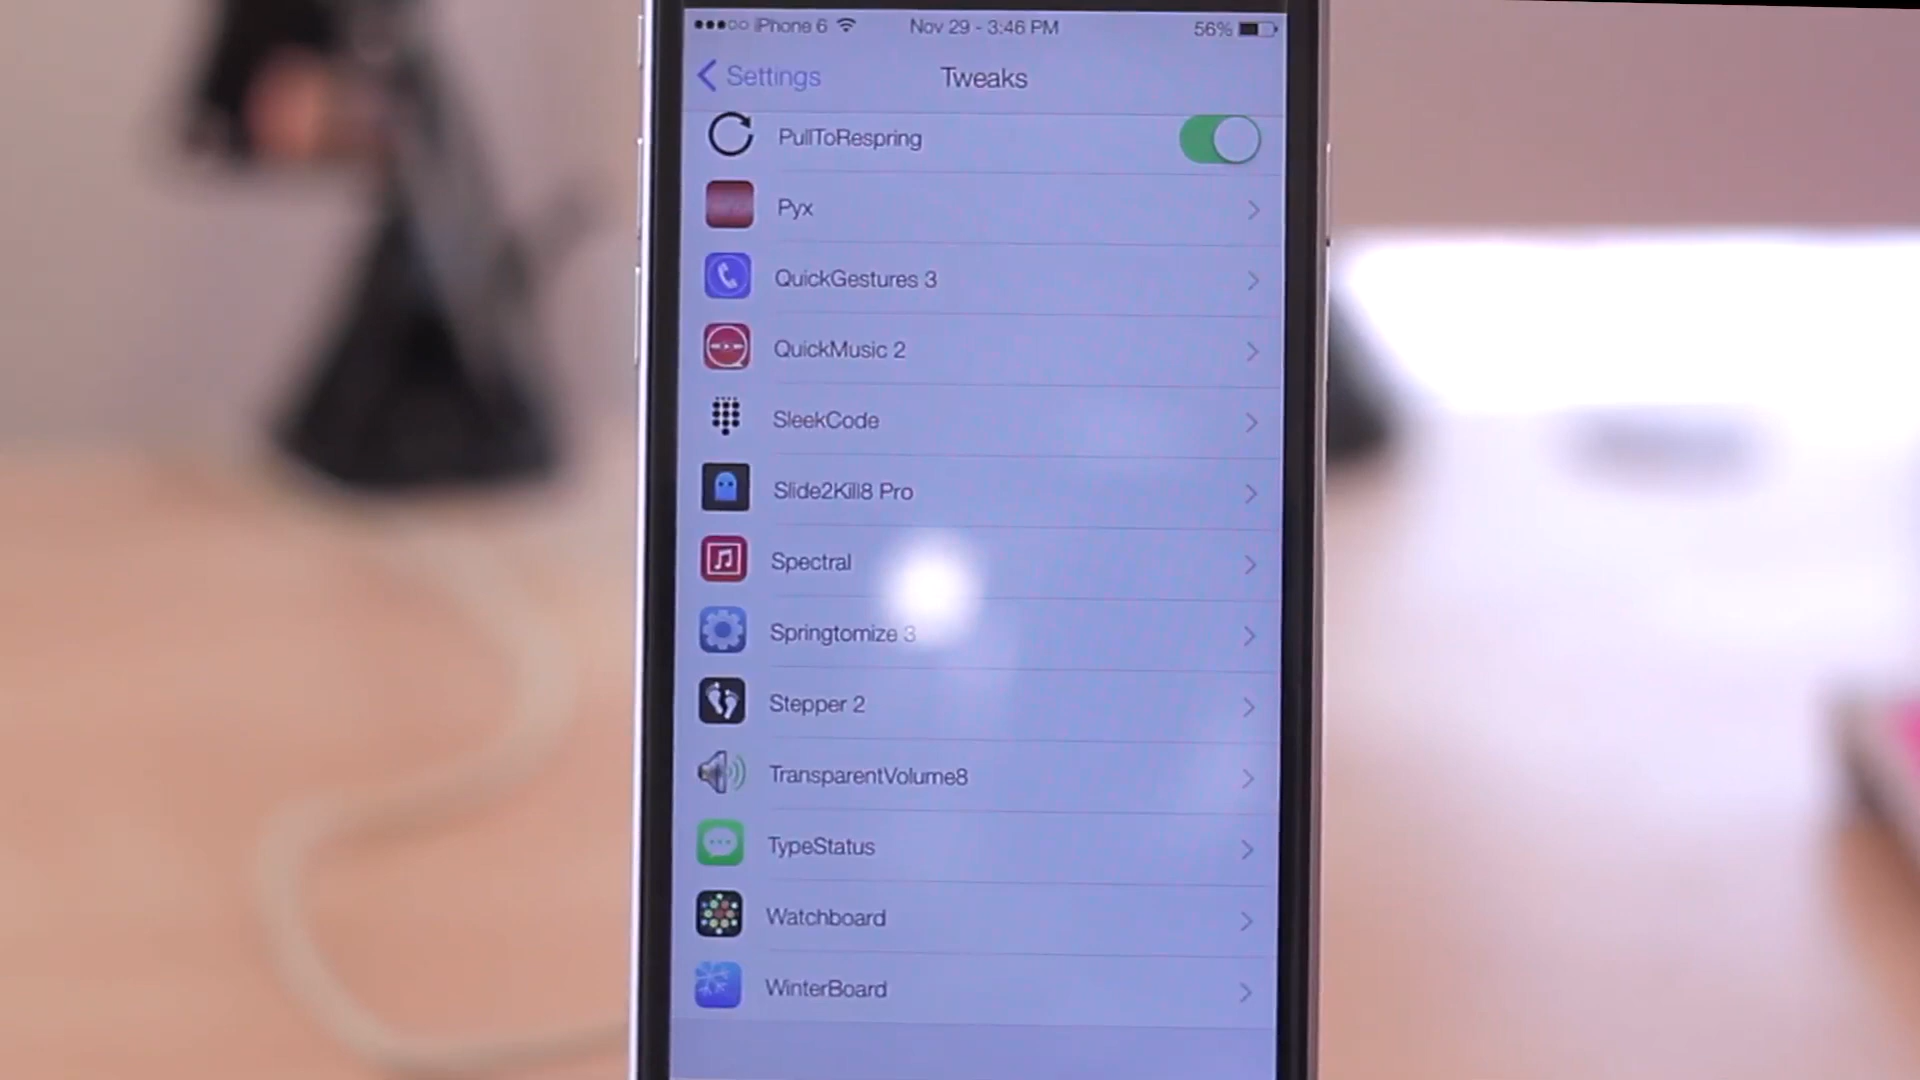 iPhone 6 Nov 29 - 3:46 PM 56%
Settings Tweaks
PullToRespring
Pyx
QuickGestures 3
QuickMusic 2
SleekCode
Slide2Kill8 Pro
Spectral
Springtomize 3
Stepper 2
TransparentVolume8
TypeStatus
Watchboard
WinterBoard